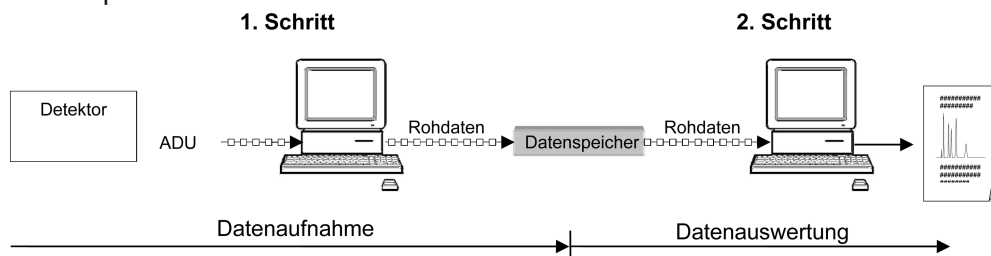 1. Schritt
2. Schritt
Detektor
ADU
Rohdaten
Datenspeicher
Rohdaten
###########
#########
##########
##########
########
Datenaufnahme
Datenauswertung